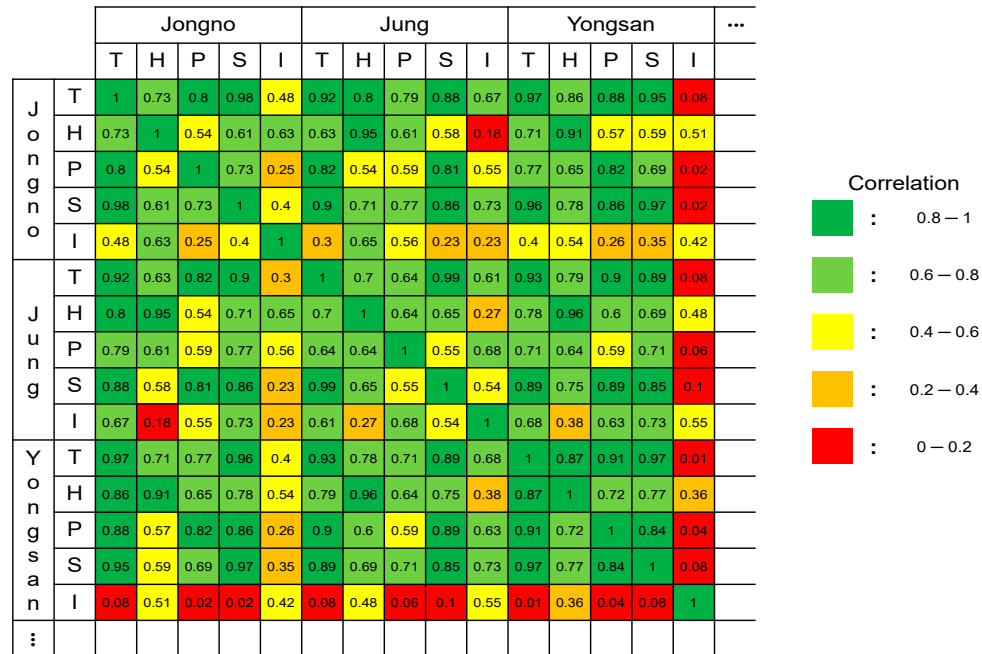 Jongno Jung Yongsan ...
T H P S I T H P S I T H P S I
Jongno
T 1 0.73 0.8 0.98 0.48 0.92 0.8 0.79 0.88 0.67 0.97 0.86 0.88 0.95 0.08
H 0.73 1 0.54 0.61 0.63 0.63 0.95 0.61 0.58 0.18 0.71 0.91 0.57 0.59 0.51
P 0.8 0.54 1 0.73 0.25 0.82 0.54 0.59 0.81 0.55 0.77 0.65 0.82 0.69 0.02
S 0.98 0.61 0.73 1 0.4 0.9 0.71 0.77 0.86 0.73 0.96 0.78 0.86 0.97 0.02
I 0.48 0.63 0.25 0.4 1 0.3 0.65 0.56 0.23 0.23 0.4 0.54 0.26 0.35 0.42
Jung
T 0.92 0.63 0.82 0.9 0.3 1 0.7 0.64 0.99 0.61 0.93 0.79 0.9 0.89 0.08
H 0.8 0.95 0.54 0.71 0.65 0.7 1 0.64 0.65 0.27 0.78 0.96 0.6 0.69 0.48
P 0.79 0.61 0.59 0.77 0.56 0.64 0.64 1 0.55 0.68 0.71 0.64 0.59 0.71 0.06
S 0.88 0.58 0.81 0.86 0.23 0.99 0.65 0.55 1 0.54 0.89 0.75 0.89 0.85 0.1
I 0.67 0.18 0.55 0.73 0.23 0.61 0.27 0.68 0.54 1 0.68 0.38 0.63 0.73 0.55
Yongsan
T 0.97 0.71 0.77 0.96 0.4 0.93 0.78 0.71 0.89 0.68 1 0.87 0.91 0.97 0.01
H 0.86 0.91 0.65 0.78 0.54 0.79 0.96 0.64 0.75 0.38 0.87 1 0.72 0.77 0.36
P 0.88 0.57 0.82 0.86 0.26 0.9 0.6 0.59 0.89 0.63 0.91 0.72 1 0.84 0.04
S 0.95 0.59 0.69 0.97 0.35 0.89 0.69 0.71 0.85 0.73 0.97 0.77 0.84 1 0.08
I 0.08 0.51 0.02 0.02 0.42 0.08 0.48 0.06 0.1 0.55 0.01 0.36 0.04 0.08 1
...
Correlation
: 0.8 – 1
: 0.6 – 0.8
: 0.4 – 0.6
: 0.2 – 0.4
: 0 – 0.2